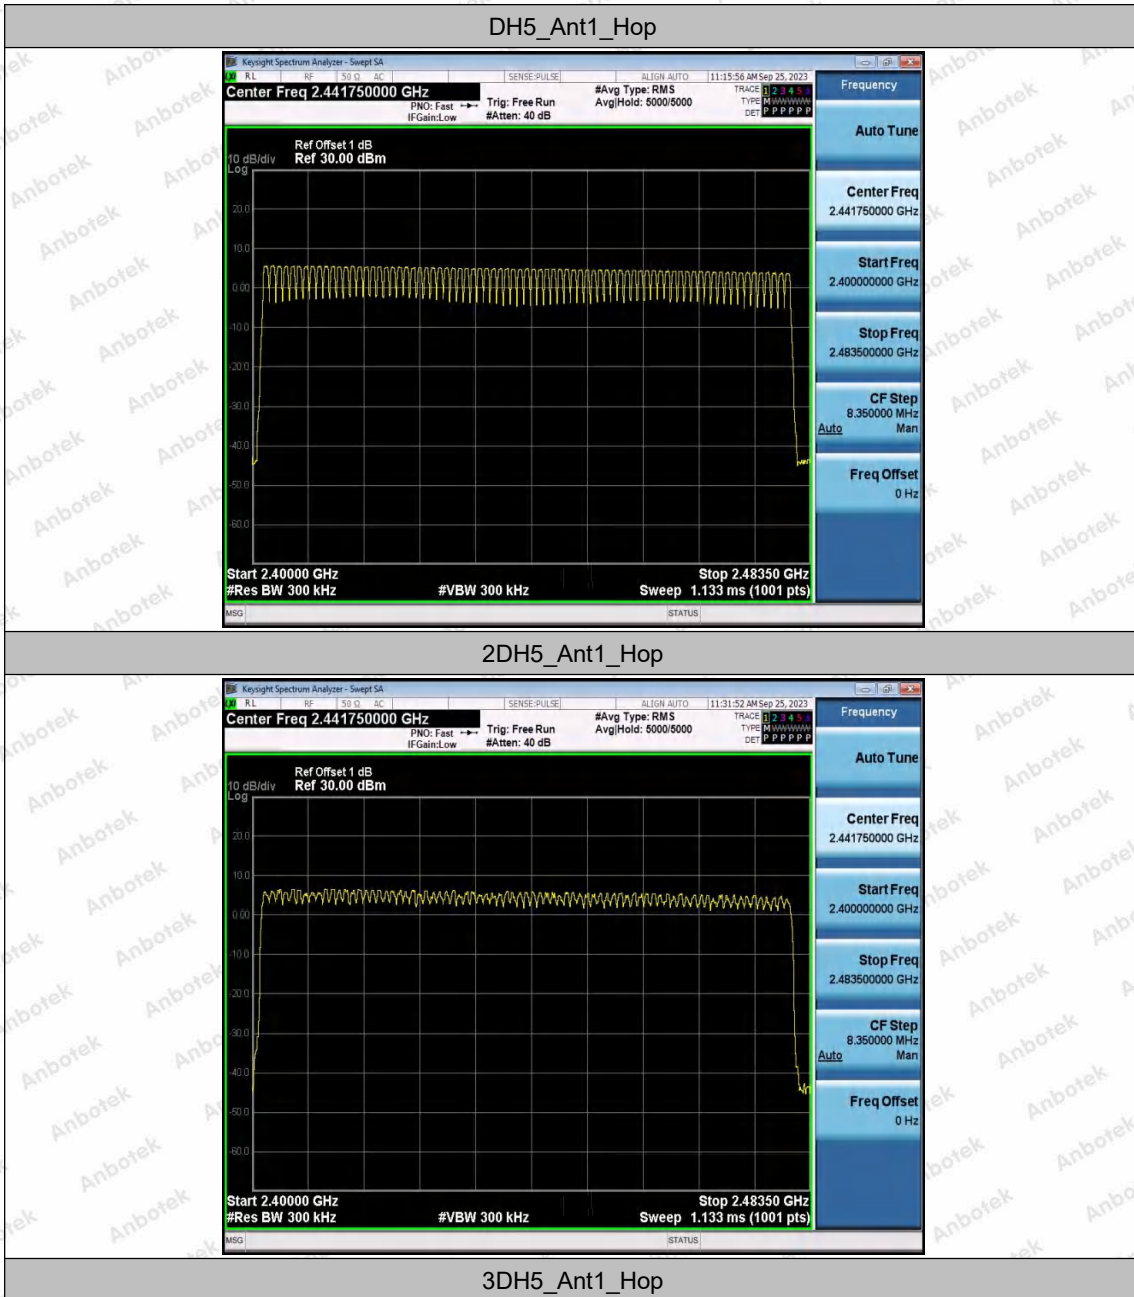 DH5_Ant1_Hop
Keysight Spectrum Analyzer - Swept SA
RL RF 50 Ω AC SENSE:PULSE ALIGN AUTO 11:15:56 AM Sep 25, 2023
Center Freq 2.441750000 GHz
PNO: Fast
IFGain:Low
Trig: Free Run
#Atten: 40 dB
#Avg Type: RMS
Avg|Hold: 5000/5000
TRACE 1 2 3 4 5 6
TYPE M W W W W W
DET P P P P P P
Ref Offset 1 dB
10 dB/div Ref 30.00 dBm
Log
20.0
10.0
0.00
-10.0
-20.0
-30.0
-40.0
-50.0
-60.0
Start 2.40000 GHz Stop 2.48350 GHz
#Res BW 300 kHz #VBW 300 kHz Sweep 1.133 ms (1001 pts)
MSG STATUS
Frequency
Auto Tune
Center Freq
2.441750000 GHz
Start Freq
2.400000000 GHz
Stop Freq
2.483500000 GHz
CF Step
8.350000 MHz
Auto Man
Freq Offset
0 Hz
2DH5_Ant1_Hop
Keysight Spectrum Analyzer - Swept SA
RL RF 50 Ω AC SENSE:PULSE ALIGN AUTO 11:31:52 AM Sep 25, 2023
Center Freq 2.441750000 GHz
PNO: Fast
IFGain:Low
Trig: Free Run
#Atten: 40 dB
#Avg Type: RMS
Avg|Hold: 5000/5000
TRACE 1 2 3 4 5 6
TYPE M W W W W W
DET P P P P P P
Ref Offset 1 dB
10 dB/div Ref 30.00 dBm
Log
20.0
10.0
0.00
-10.0
-20.0
-30.0
-40.0
-50.0
-60.0
Start 2.40000 GHz Stop 2.48350 GHz
#Res BW 300 kHz #VBW 300 kHz Sweep 1.133 ms (1001 pts)
MSG STATUS
Frequency
Auto Tune
Center Freq
2.441750000 GHz
Start Freq
2.400000000 GHz
Stop Freq
2.483500000 GHz
CF Step
8.350000 MHz
Auto Man
Freq Offset
0 Hz
3DH5_Ant1_Hop
Anbotek